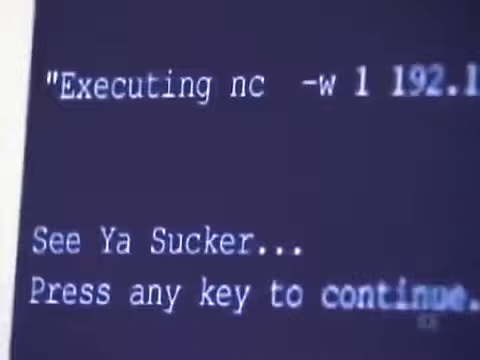 "Executing nc -w 1 192.1
See Ya Sucker...
Press any key to continue.